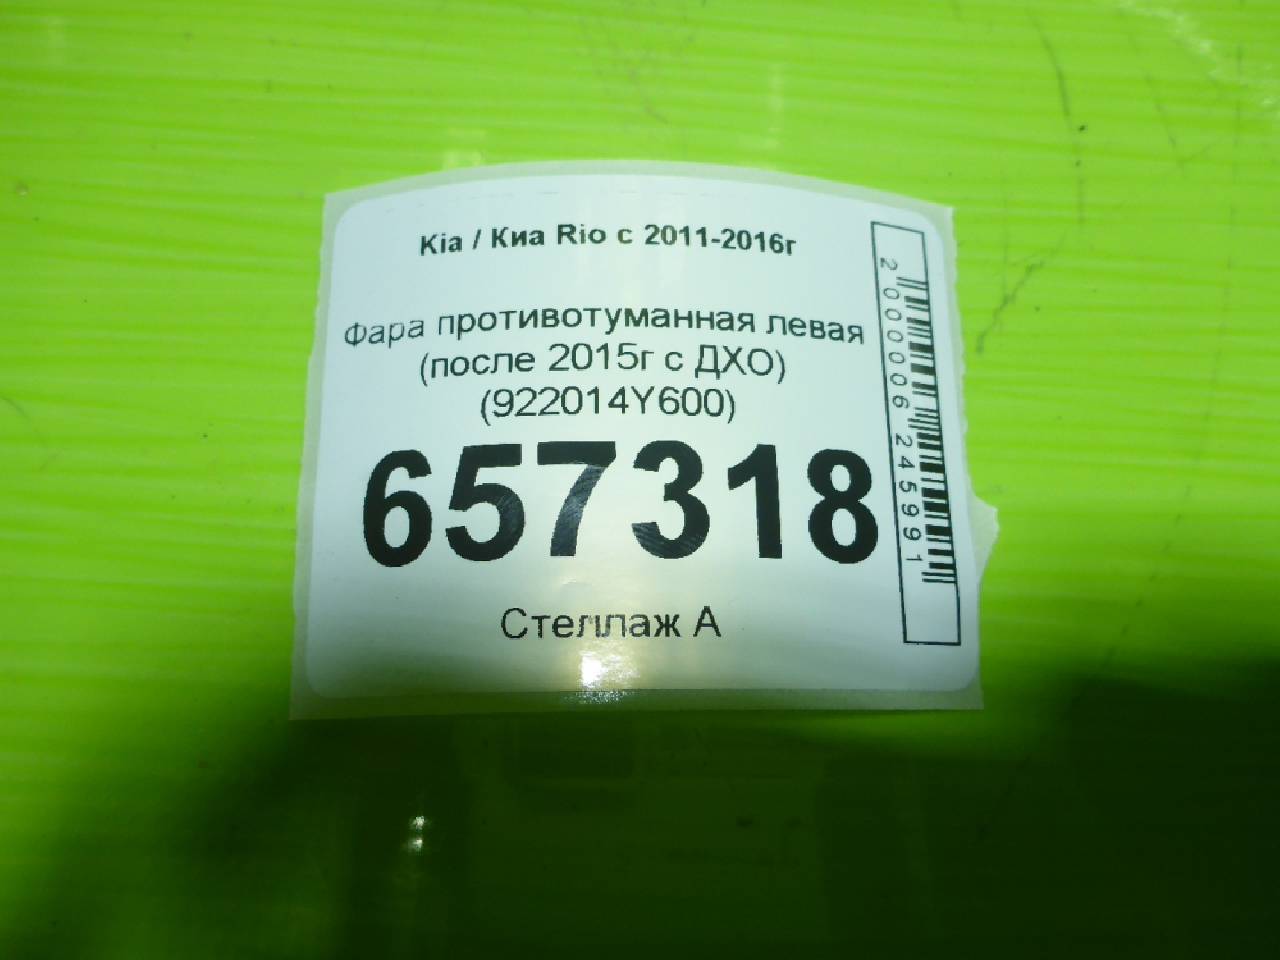 Kia / Киа Rio с 2011-2016г
Фара противотуманная левая
(после 2015г с ДХО)
(922014Y600)
657318
Стеллаж А
2000006245991